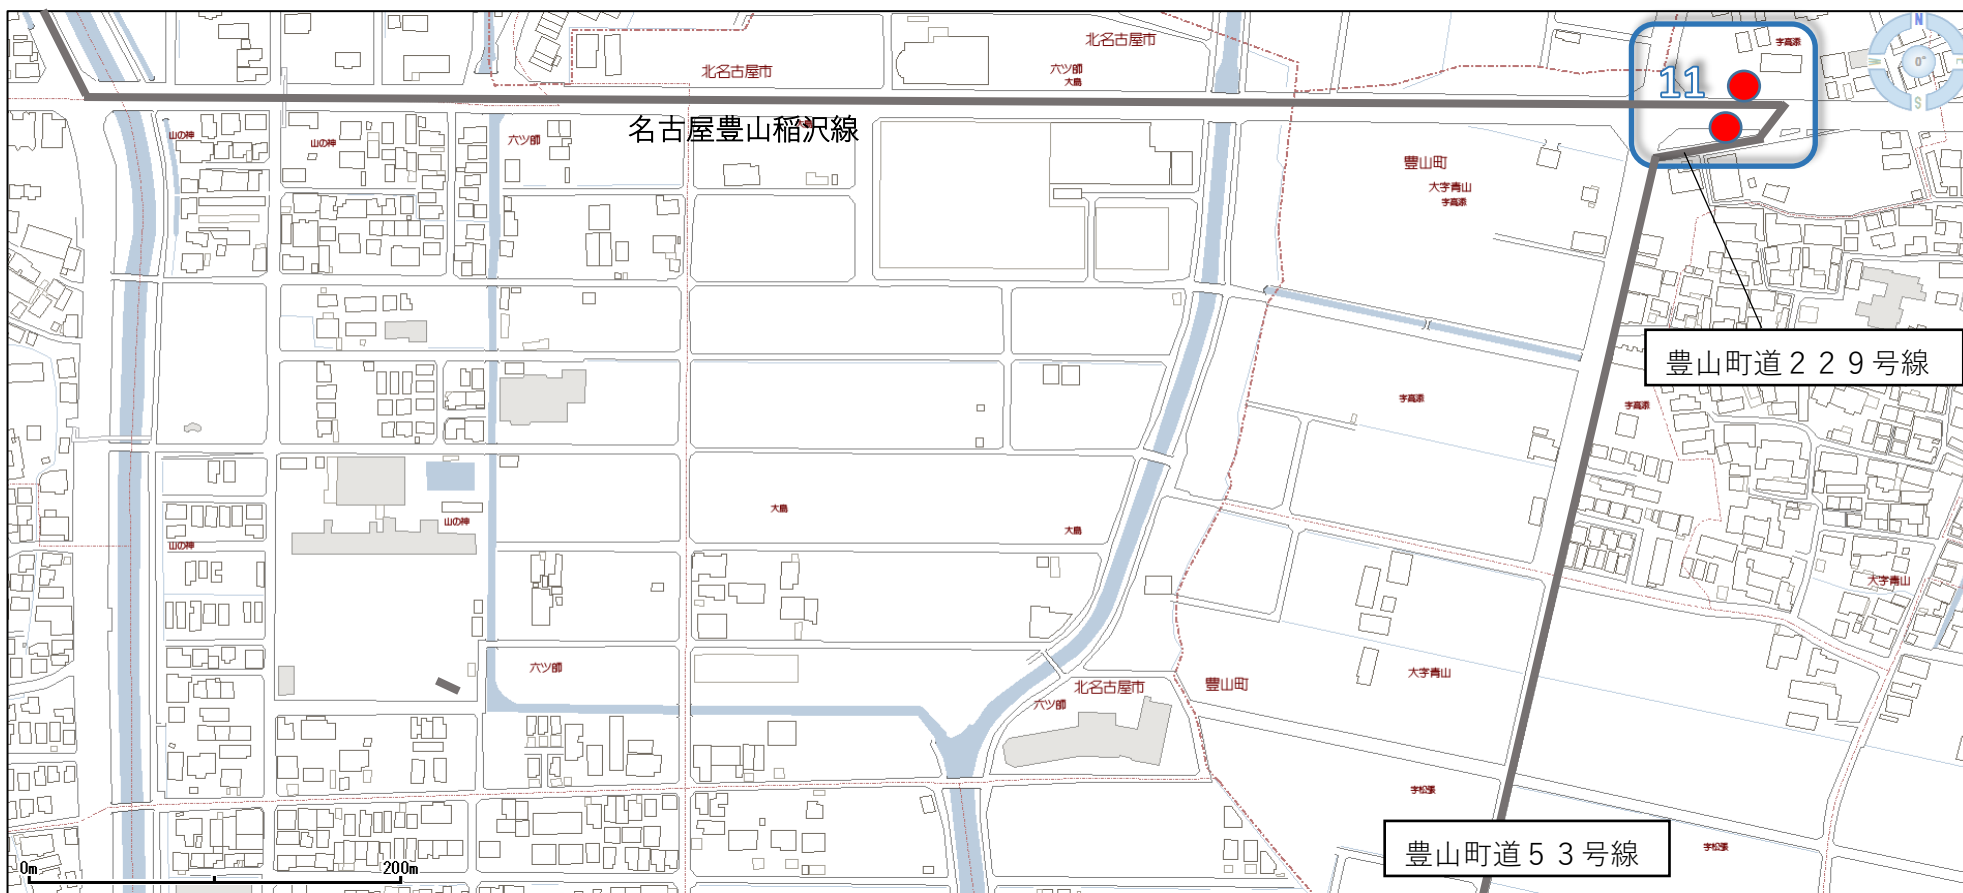 N
W
E
S
0°
字高添
北名古屋市
六ツ師
大島
北名古屋市
11
山の神
山の神
六ツ師
名古屋豊山稲沢線
豊山町
大字青山
字高添
豊山町道229号線
字高添
字高添
大島
大島
山の神
山の神
大字青山
六ツ師
北名古屋市
六ツ師
豊山町
大字青山
字松張
豊山町道53号線
字松張
0m
200m